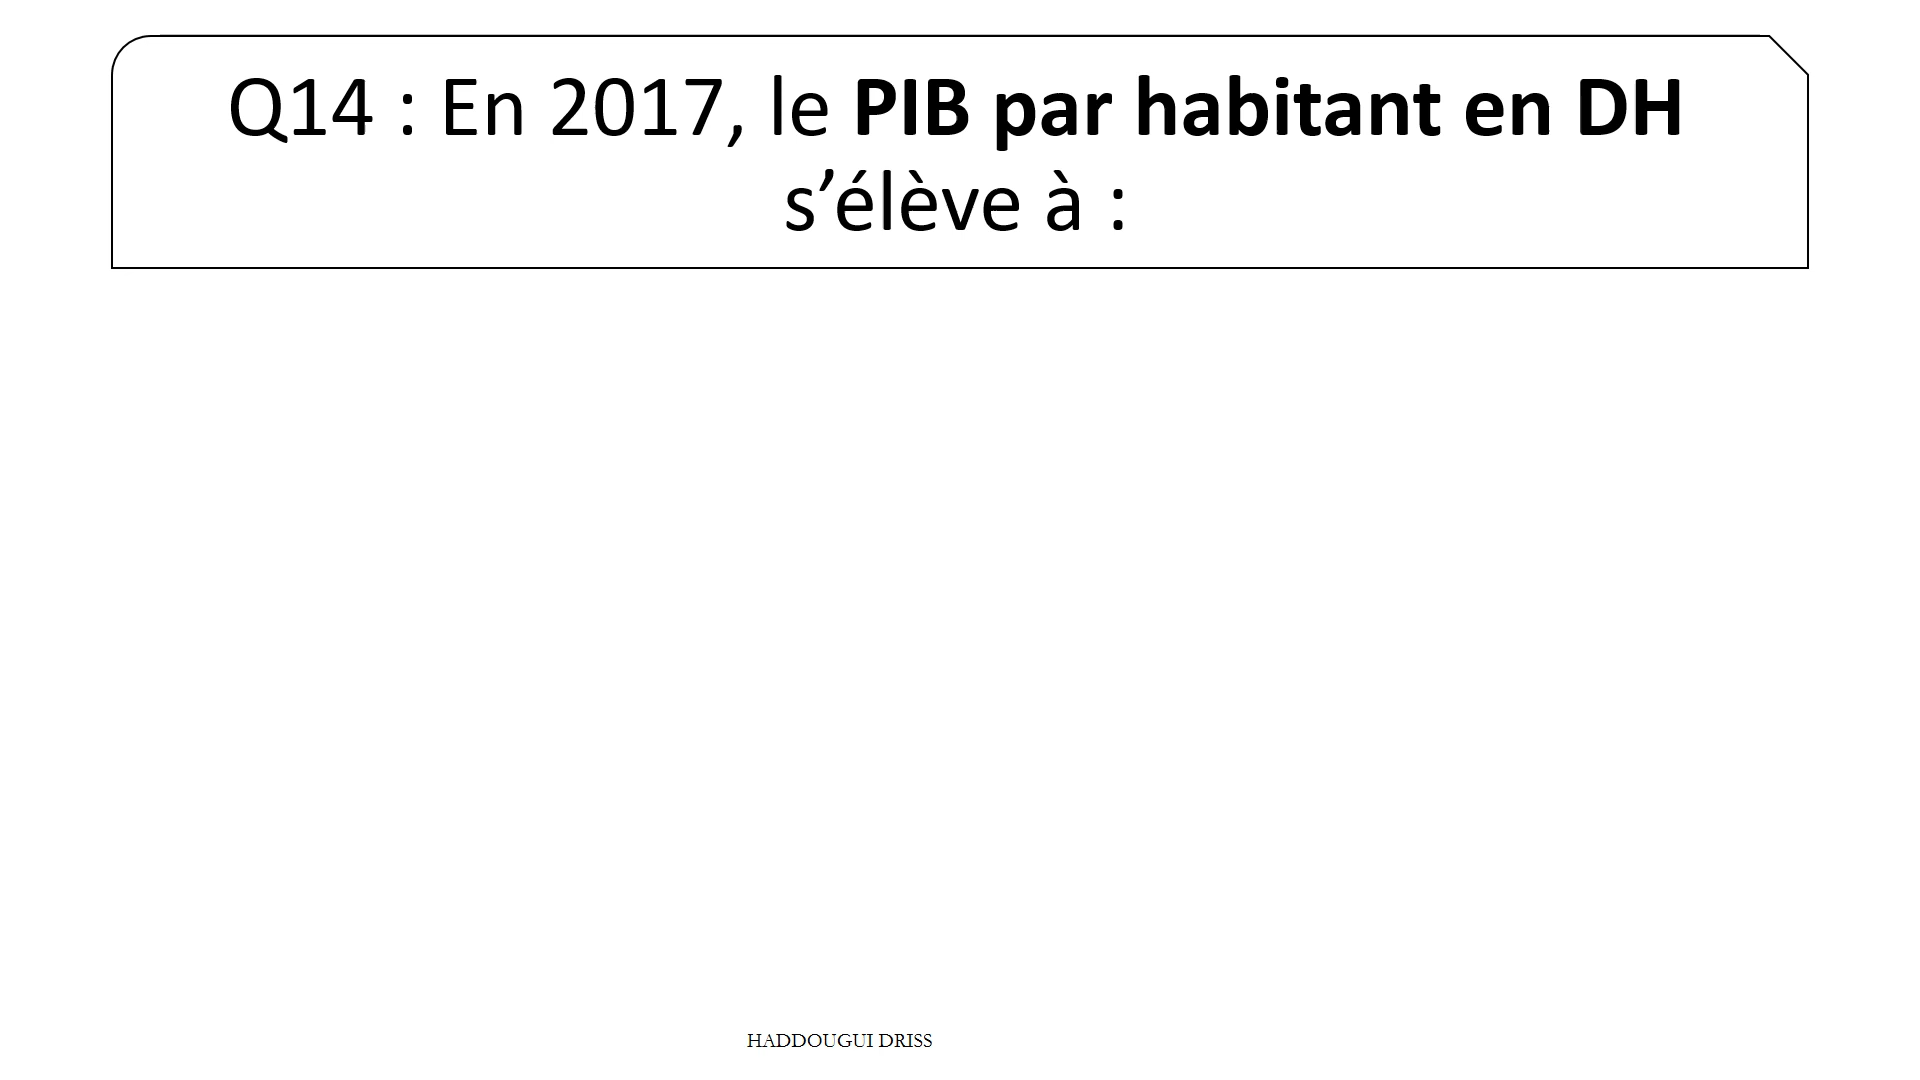 Q14 : En 2017, le PIB par habitant en DH
s’élève à :
HADDOUGUI DRISS